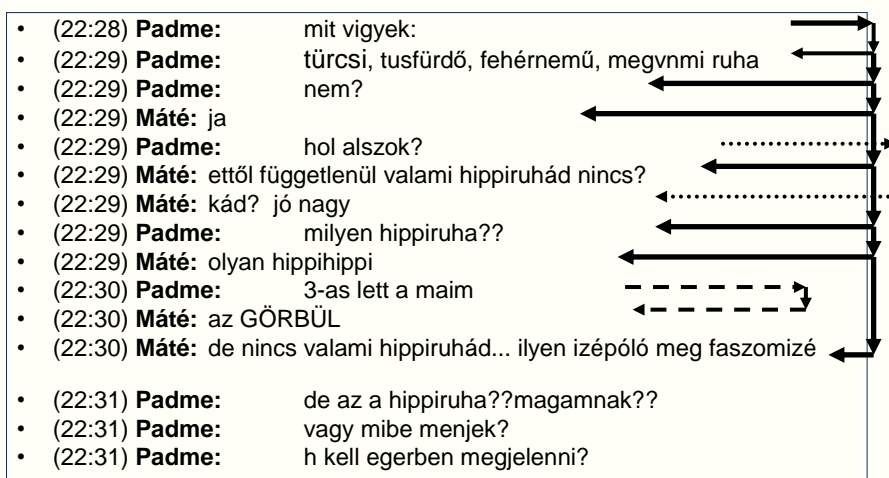 • (22:28) Padme: mit vigyek:
• (22:29) Padme: türcsi, tusfürdő, fehérnemű, megvnmi ruha
• (22:29) Padme: nem?
• (22:29) Máté: ja
• (22:29) Padme: hol alszok?
• (22:29) Máté: ettől függetlenül valami hippiruhád nincs?
• (22:29) Máté: kád? jó nagy
• (22:29) Padme: milyen hippiruha??
• (22:29) Máté: olyan hippihippi
• (22:30) Padme: 3-as lett a maim
• (22:30) Máté: az GÖRBÜL
• (22:30) Máté: de nincs valami hippiruhád... ilyen izépóló meg faszomizé
• (22:31) Padme: de az a hippiruha??magamnak??
• (22:31) Padme: vagy mibe menjek?
• (22:31) Padme: h kell egerben megjelenni?